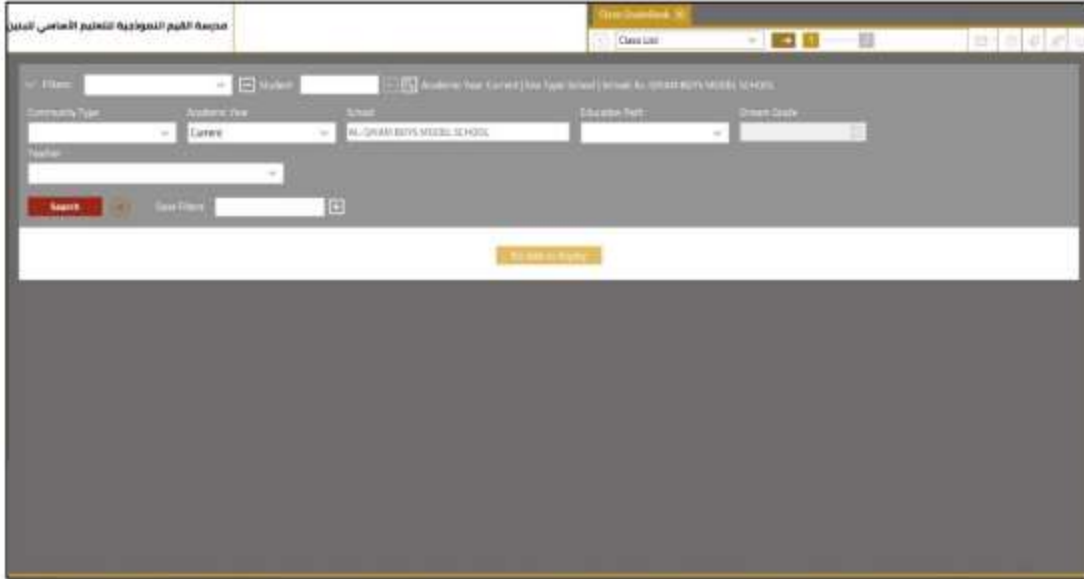 مدرسة القيم النموذجية للتعليم الأساسي للبنين
Class GradeBook
Class List
1
2
Filters
Student
Academic Year: Current | Site Type: School | School: AL-QIYAM BOYS MODEL SCHOOL
Community Type
Academic Year
School
Education Path
Stream Grade
Current
AL-QIYAM BOYS MODEL SCHOOL
Teacher
Search
Save Filters
No data to display